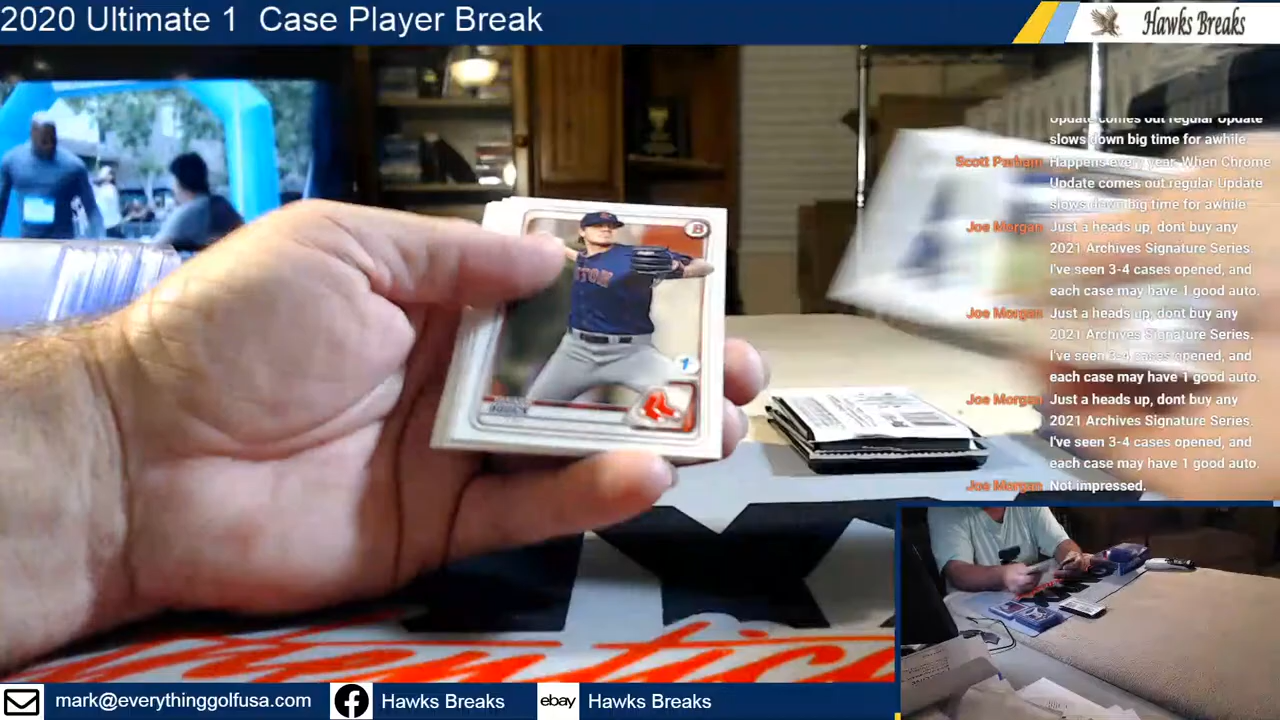 2020 Ultimate 1 Case Player Break
Hawks Breaks
Update comes out regular Update
slows down big time for awhile.
Scott Parham Happens every year. When Chrome
Update comes out regular Update
slows down big time for awhile.
Joe Morgan Just a heads up, dont buy any
2021 Archives Signature Series.
I've seen 3-4 cases opened, and
each case may have 1 good auto.
Joe Morgan Just a heads up, dont buy any
2021 Archives Signature Series.
I've seen 3-4 cases opened, and
each case may have 1 good auto.
Joe Morgan Just a heads up, dont buy any
2021 Archives Signature Series.
I've seen 3-4 cases opened, and
each case may have 1 good auto.
Joe Morgan Not impressed.
B
mark@everythinggolfusa.com
Hawks Breaks
ebay
Hawks Breaks